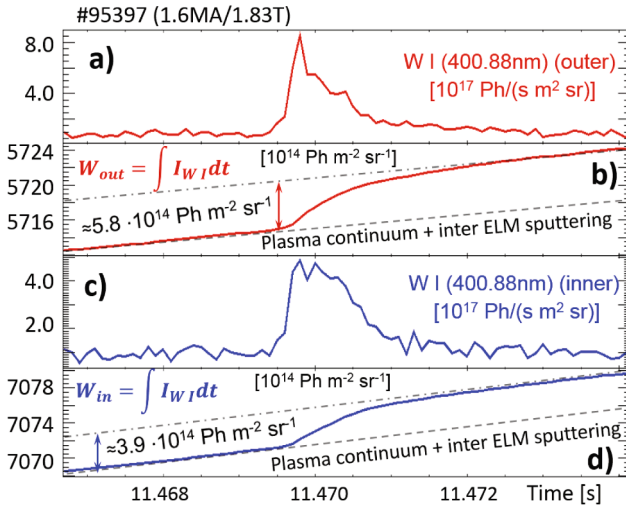 #95397 (1.6MA/1.83T)
8.0
a)
W I (400.88nm) (outer)
[10¹⁷ Ph/(s m² sr)]
4.0
5724
W_out = ∫ I_W I dt
[10¹⁴ Ph m⁻² sr⁻¹]
5720
b)
≈5.8 ·10¹⁴ Ph m⁻² sr⁻¹
5716
Plasma continuum + inter ELM sputtering
c)
4.0
W I (400.88nm) (inner)
[10¹⁷ Ph/(s m² sr)]
2.0
7078
W_in = ∫ I_W I dt
[10¹⁴ Ph m⁻² sr⁻¹]
7074
≈3.9 ·10¹⁴ Ph m⁻² sr⁻¹
7070
Plasma continuum + inter ELM sputtering
d)
11.468 11.470 11.472 Time [s]